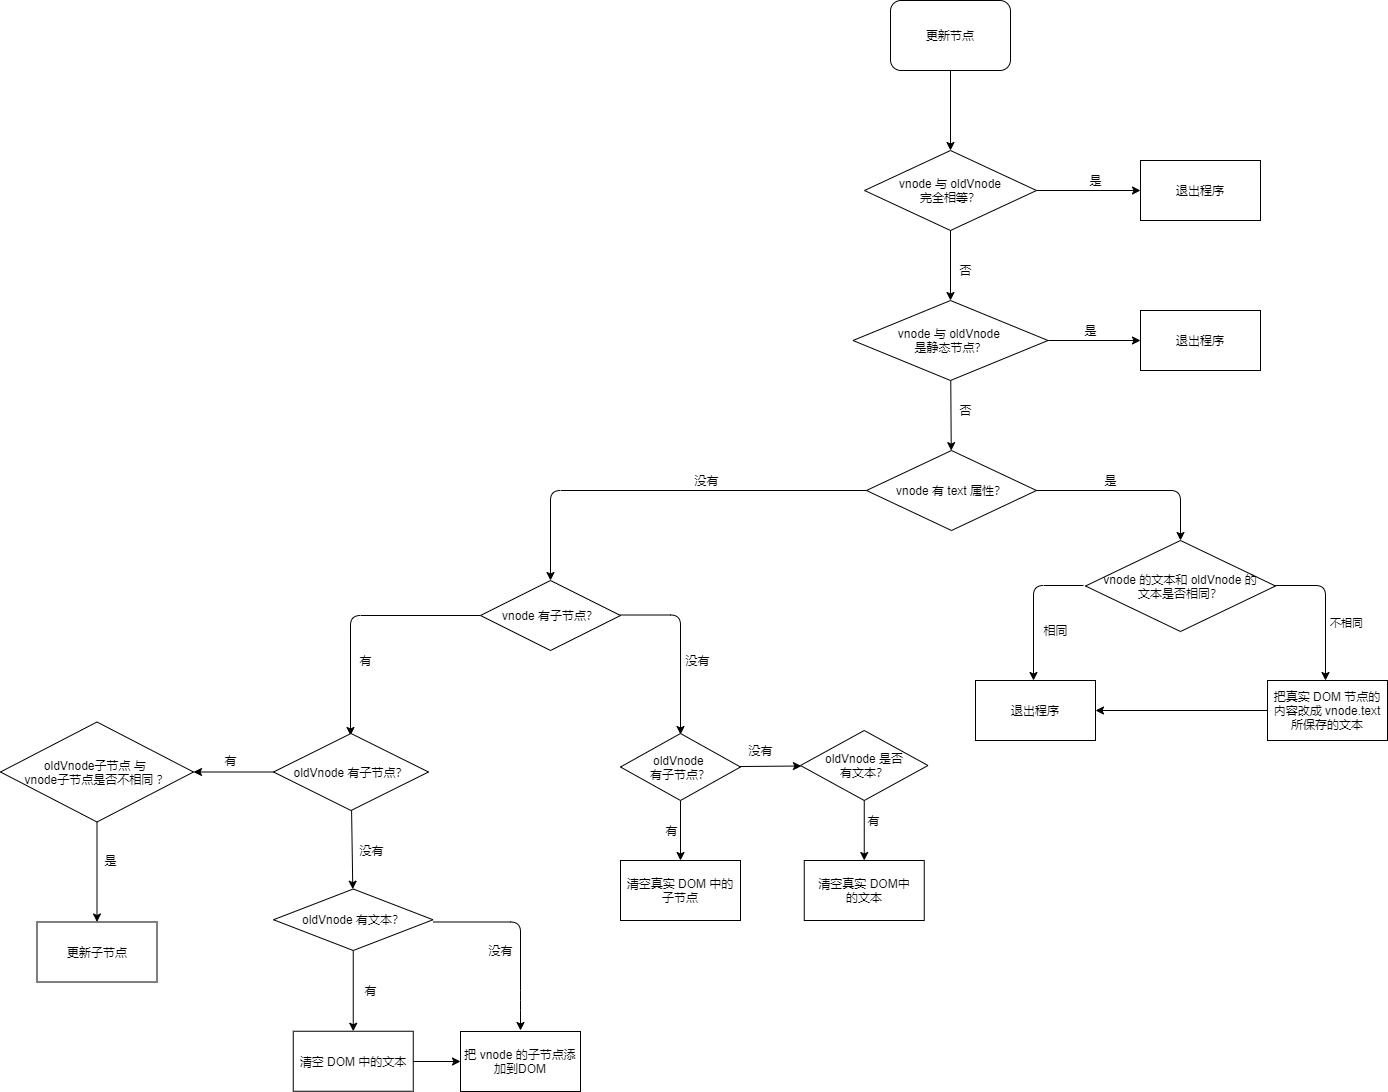 更新节点
vnode 与 oldVnode
完全相等?
是
退出程序
否
vnode 与 oldVnode
是静态节点?
是
退出程序
否
vnode 有 text 属性?
没有
是
vnode 的文本和 oldVnode 的
文本是否相同?
相同
不相同
退出程序
把真实 DOM 节点的
内容改成 vnode.text
所保存的文本
vnode 有子节点?
有
没有
oldVnode子节点 与
vnode子节点是否不相同 ?
有
oldVnode 有子节点?
oldVnode
有子节点?
没有
oldVnode 是否
有文本?
是
没有
有
有
清空真实 DOM 中的
子节点
清空真实 DOM中
的文本
更新子节点
oldVnode 有文本?
没有
有
清空 DOM 中的文本
把 vnode 的子节点添
加到DOM